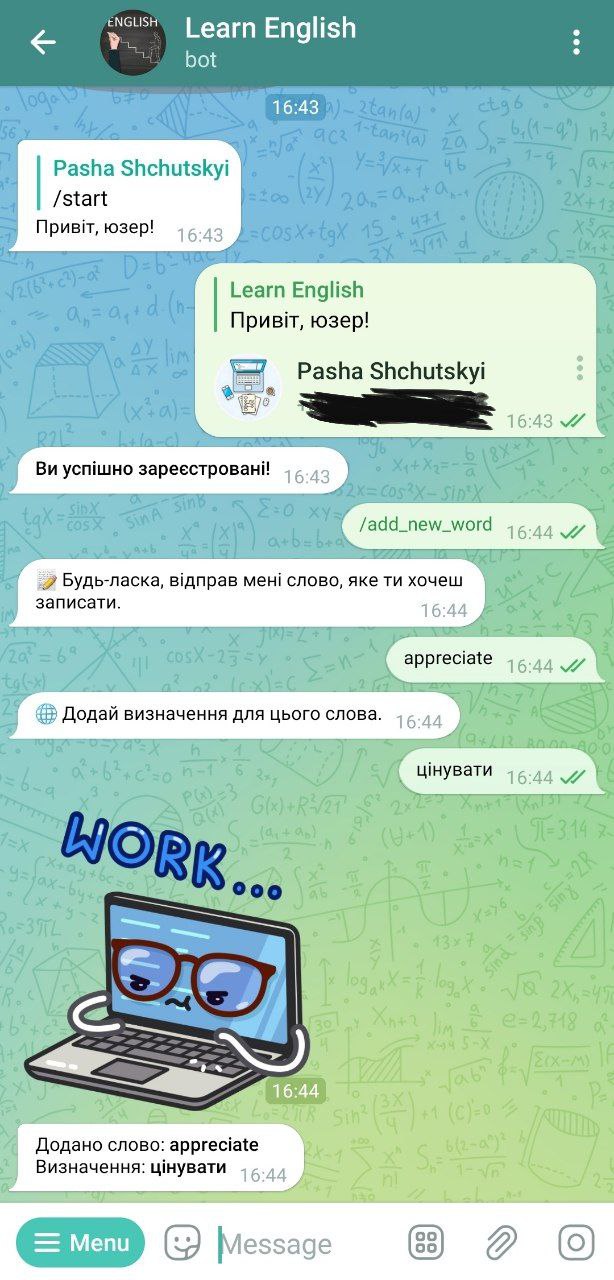 ENGLISH
Learn English
bot
16:43
Pasha Shchutskyi
/start
Привіт, юзер! 16:43
Learn English
Привіт, юзер!
Pasha Shchutskyi
16:43
Ви успішно зареєстровані! 16:43
/add_new_word 16:44
📝 Будь-ласка, відправ мені слово, яке ти хочеш
записати. 16:44
appreciate 16:44
🌐 Додай визначення для цього слова. 16:44
цінувати 16:44
WORK...
16:44
Додано слово: appreciate
Визначення: цінувати 16:44
Menu
Message